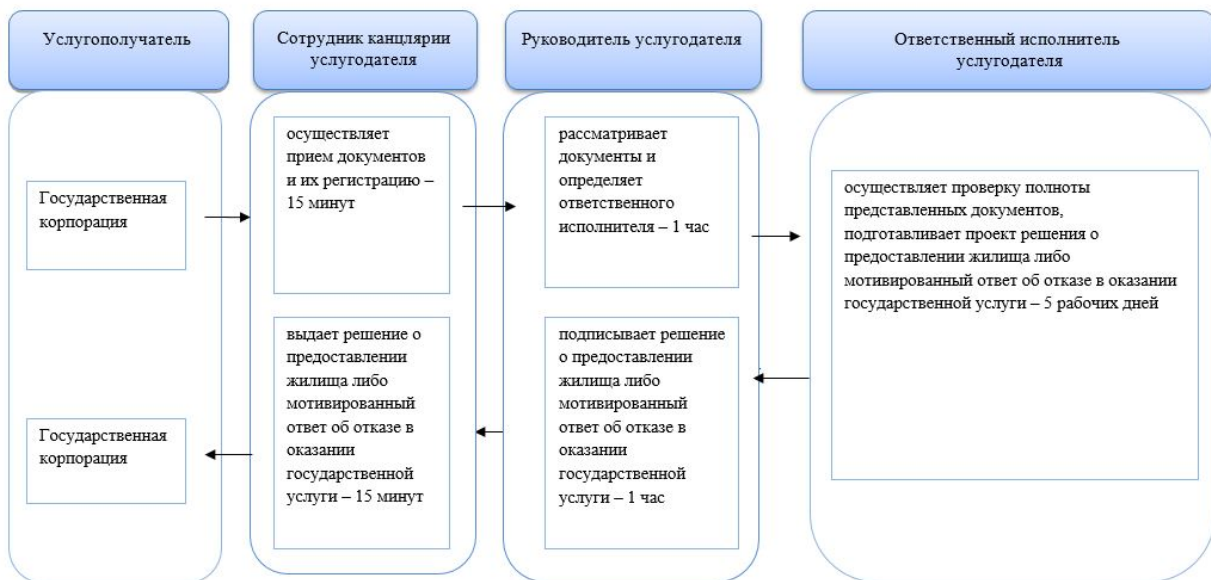 Услугополучатель
Сотрудник канцлярии
услугодателя
Руководитель услугодателя
Ответственный исполнитель
услугодателя
Государственная
корпорация
осуществляет
прием документов
и их регистрацию –
15 минут
рассматривает
документы и
определяет
ответственного
исполнителя – 1 час
осуществляет проверку полноты
представленных документов,
подготавливает проект решения о
предоставлении жилища либо
мотивированный ответ об отказе в оказании
государственной услуги – 5 рабочих дней
подписывает решение
о предоставлении
жилища либо
мотивированный
ответ об отказе в
оказании
государственной
услуги – 1 час
выдает решение о
предоставлении
жилища либо
мотивированный
ответ об отказе в
оказании
государственной
услуги – 15 минут
Государственная
корпорация